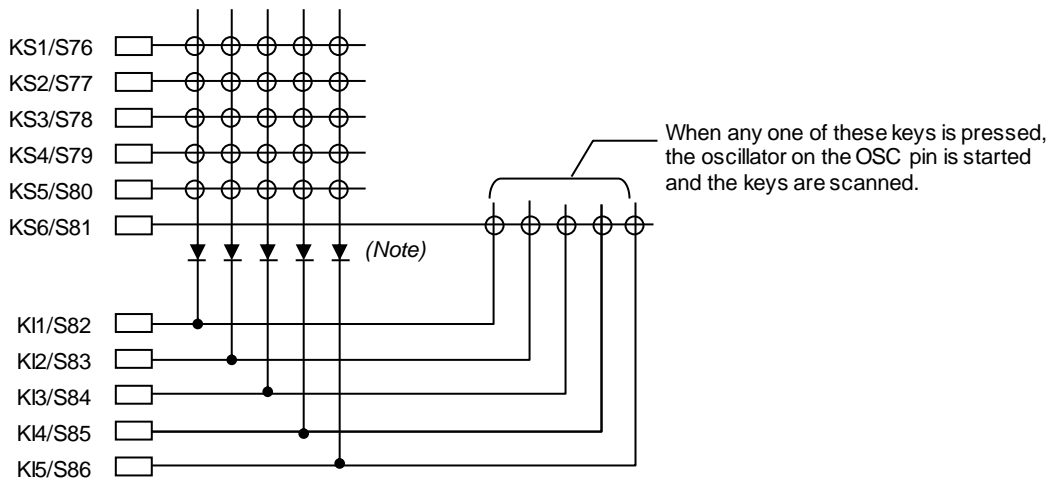 KS1/S76
KS2/S77
KS3/S78
KS4/S79
KS5/S80
KS6/S81
When any one of these keys is pressed,
the oscillator on the OSC pin is started
and the keys are scanned.
(Note)
KI1/S82
KI2/S83
KI3/S84
KI4/S85
KI5/S86